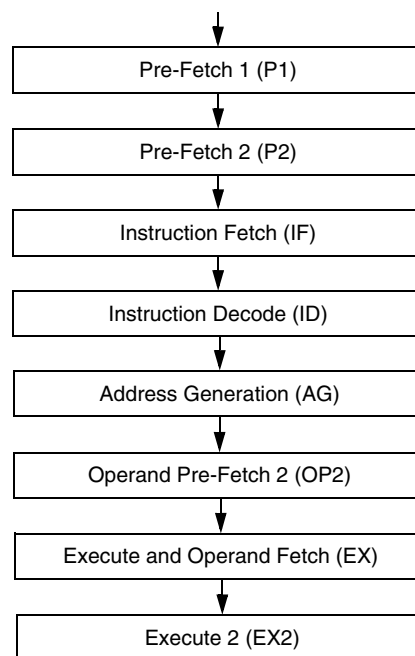 Pre-Fetch 1 (P1)
Pre-Fetch 2 (P2)
Instruction Fetch (IF)
Instruction Decode (ID)
Address Generation (AG)
Operand Pre-Fetch 2 (OP2)
Execute and Operand Fetch (EX)
Execute 2 (EX2)